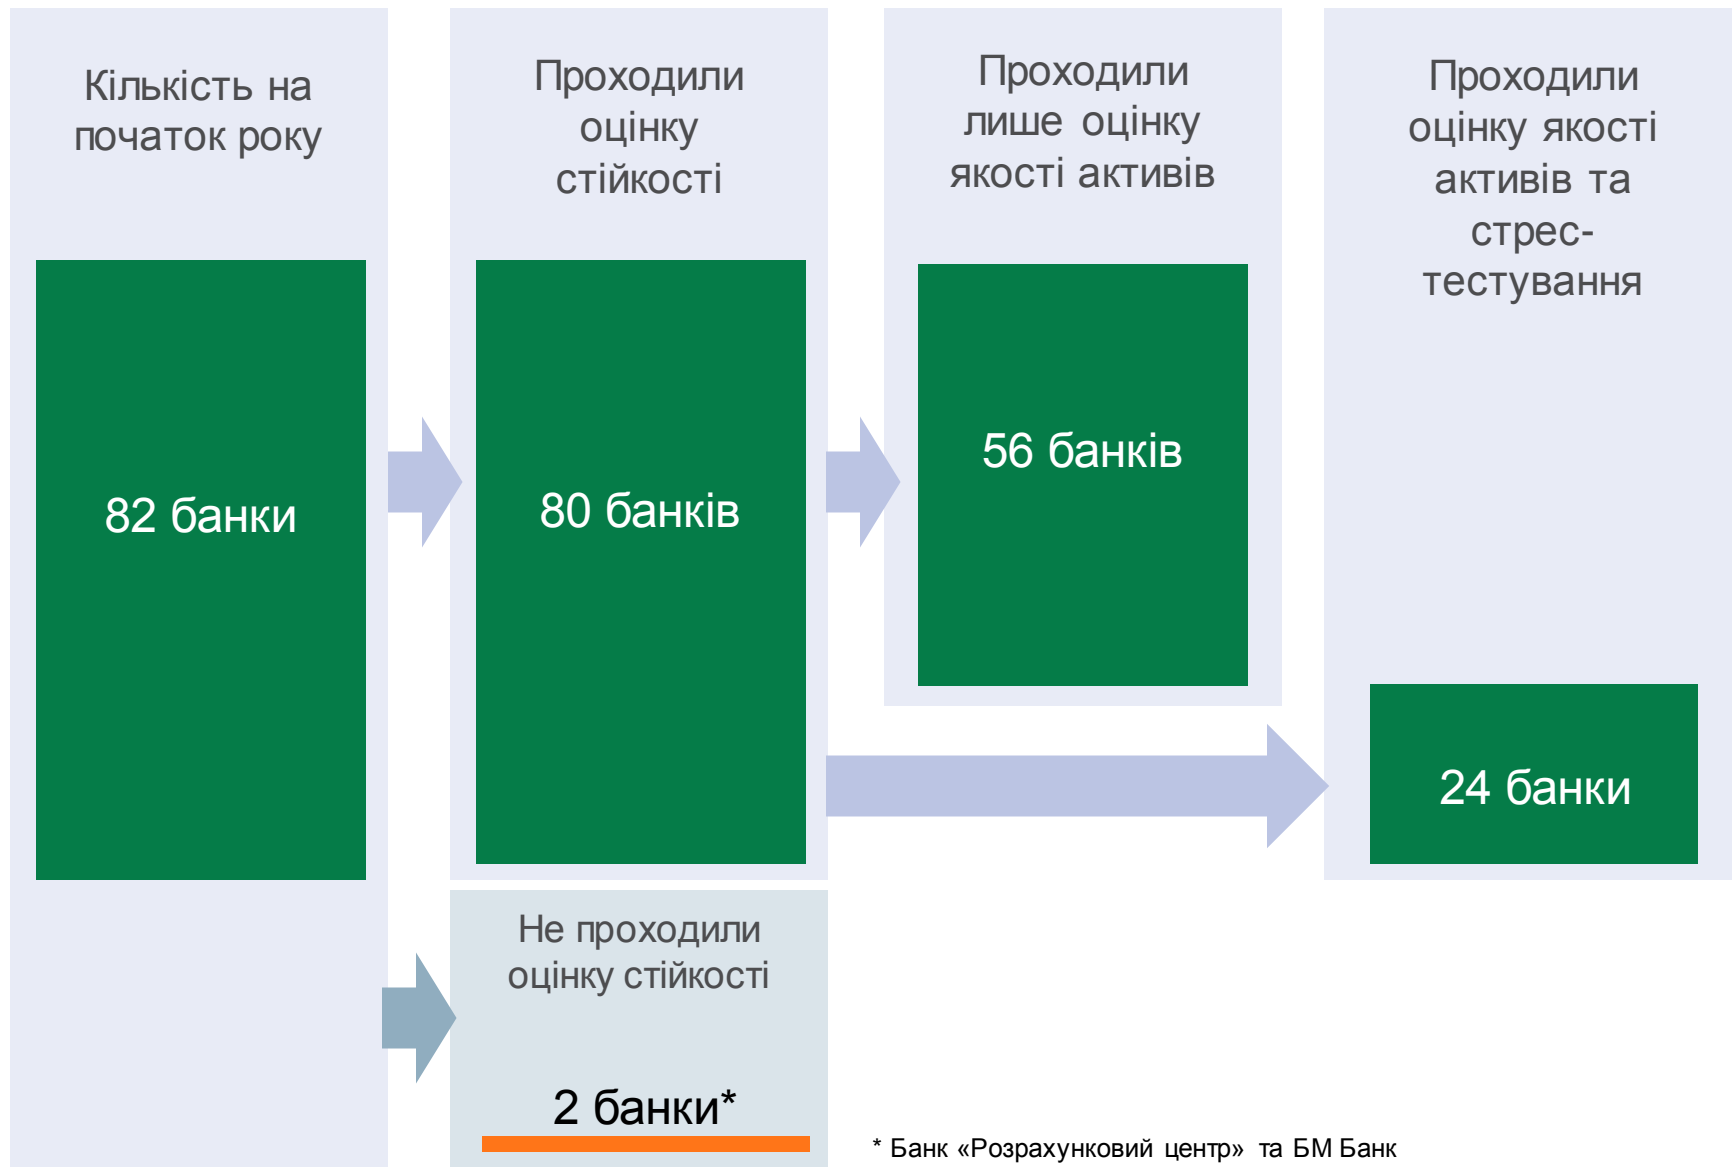 Кількість на
початок року
82 банки
Проходили
оцінку
стійкості
80 банків
Не проходили
оцінку стійкості
2 банки*
Проходили
лише оцінку
якості активів
56 банків
Проходили
оцінку якості
активів та
стрес-
тестування
24 банки
* Банк «Розрахунковий центр» та БМ Банк